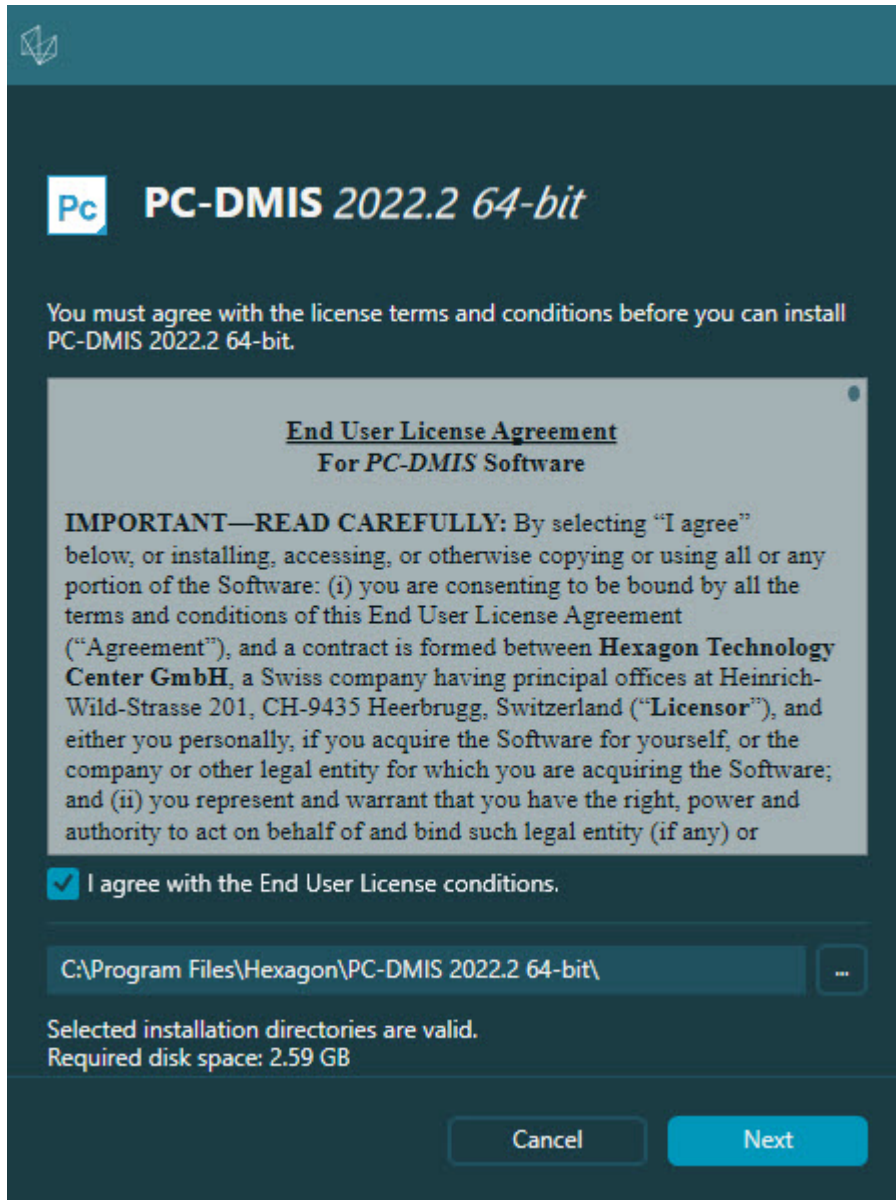 Pc
PC-DMIS 2022.2 64-bit
You must agree with the license terms and conditions before you can install
PC-DMIS 2022.2 64-bit.
End User License Agreement
For PC-DMIS Software
IMPORTANT—READ CAREFULLY: By selecting “I agree”
below, or installing, accessing, or otherwise copying or using all or any
portion of the Software: (i) you are consenting to be bound by all the
terms and conditions of this End User License Agreement
(“Agreement”), and a contract is formed between Hexagon Technology
Center GmbH, a Swiss company having principal offices at Heinrich-
Wild-Strasse 201, CH-9435 Heerbrugg, Switzerland (“Licensor”), and
either you personally, if you acquire the Software for yourself, or the
company or other legal entity for which you are acquiring the Software;
and (ii) you represent and warrant that you have the right, power and
authority to act on behalf of and bind such legal entity (if any) or
I agree with the End User License conditions.
C:\Program Files\Hexagon\PC-DMIS 2022.2 64-bit\
...
Selected installation directories are valid.
Required disk space: 2.59 GB
Cancel
Next